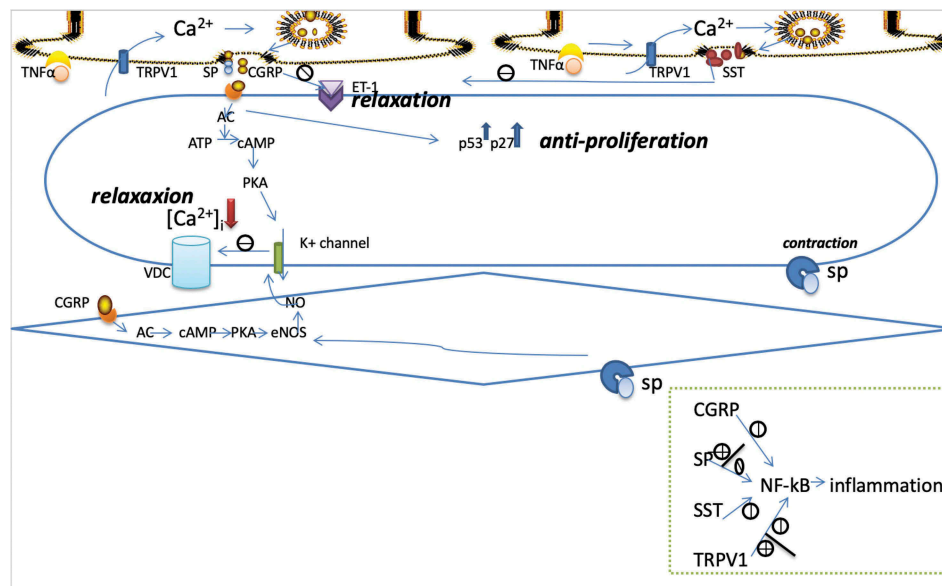 Ca²⁺
TNFα
TRPV1
SP
CGRP
ET-1
relaxation
Ca²⁺
TNFα
TRPV1
SST
AC
ATP
cAMP
p53
p27
anti-proliferation
PKA
relaxaxion
[Ca²⁺]i
K+ channel
VDC
contraction
sp
CGRP
NO
AC
cAMP
PKA
eNOS
sp
CGRP
SP
NF-kB
inflammation
SST
TRPV1